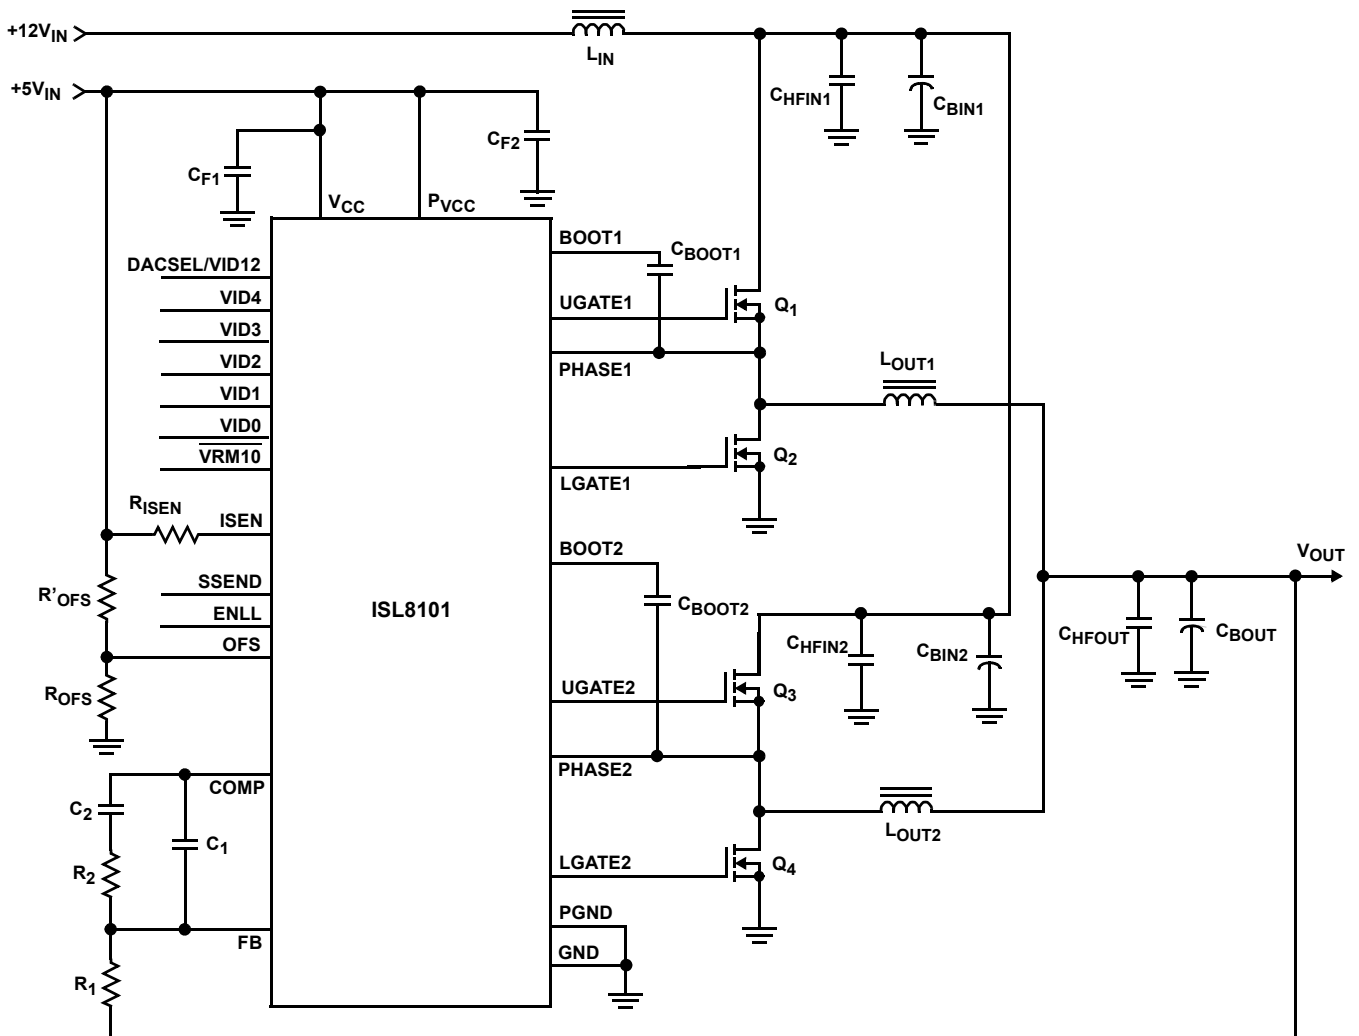 +12VIN
LIN
+5VIN
CHFIN1
CBIN1
CF2
CF1
VCC
PVCC
BOOT1
CBOOT1
DACSEL/VID12
VID4
UGATE1
Q1
VID3
VID2
PHASE1
LOUT1
VID1
VID0
VRM10
Q2
LGATE1
RISEN
ISEN
BOOT2
VOUT
SSEND
R'OFS
ISL8101
CBOOT2
ENLL
OFS
CHFIN2
CBIN2
CHFOUT
CBOUT
ROFS
UGATE2
Q3
PHASE2
COMP
C2
C1
LOUT2
R2
LGATE2
Q4
PGND
FB
GND
R1